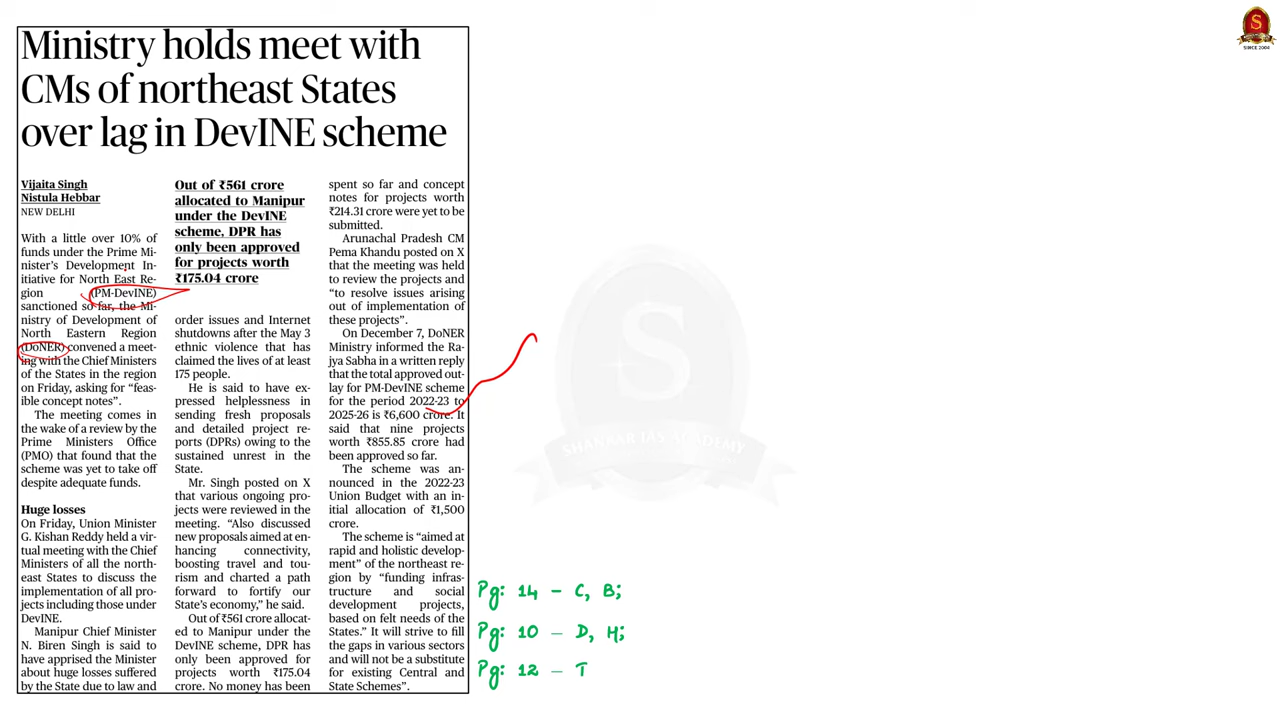 Ministry holds meet with
CMs of northeast States
over lag in DevINE scheme
Vijaita Singh
Nistula Hebbar
NEW DELHI
With a little over 10% of
funds under the Prime Mi-
nister's Development In-
itiative for North East Re-
gion (PM-DevINE)
sanctioned so far, the Mi-
nistry of Development of
North Eastern Region
(DoNER) convened a meet-
ing with the Chief Ministers
of the States in the region
on Friday, asking for “feas-
ible concept notes”.
The meeting comes in
the wake of a review by the
Prime Ministers Office
(PMO) that found that the
scheme was yet to take off
despite adequate funds.
Huge losses
On Friday, Union Minister
G. Kishan Reddy held a vir-
tual meeting with the Chief
Ministers of all the north-
east States to discuss the
implementation of all pro-
jects including those under
DevINE.
Manipur Chief Minister
N. Biren Singh is said to
have apprised the Minister
about huge losses suffered
by the State due to law and
Out of ₹561 crore
allocated to Manipur
under the DevINE
scheme, DPR has
only been approved
for projects worth
₹175.04 crore
order issues and Internet
shutdowns after the May 3
ethnic violence that has
claimed the lives of at least
175 people.
He is said to have ex-
pressed helplessness in
sending fresh proposals
and detailed project re-
ports (DPRs) owing to the
sustained unrest in the
State.
Mr. Singh posted on X
that various ongoing pro-
jects were reviewed in the
meeting. “Also discussed
new proposals aimed at en-
hancing connectivity,
boosting travel and tou-
rism and charted a path
forward to fortify our
State's economy,” he said.
Out of ₹561 crore allocat-
ed to Manipur under the
DevINE scheme, DPR has
only been approved for
projects worth ₹175.04
crore. No money has been
spent so far and concept
notes for projects worth
₹214.31 crore were yet to be
submitted.
Arunachal Pradesh CM
Pema Khandu posted on X
that the meeting was held
to review the projects and
“to resolve issues arising
out of implementation of
these projects”.
On December 7, DoNER
Ministry informed the Ra-
jya Sabha in a written reply
that the total approved out-
lay for PM-DevINE scheme
for the period 2022-23 to
2025-26 is ₹6,600 crore. It
said that nine projects
worth ₹855.85 crore had
been approved so far.
The scheme was an-
nounced in the 2022-23
Union Budget with an in-
itial allocation of ₹1,500
crore.
The scheme is “aimed at
rapid and holistic develop-
ment” of the northeast re-
gion by “funding infras-
tructure and social
development projects,
based on felt needs of the
States.” It will strive to fill
the gaps in various sectors
and will not be a substitute
for existing Central and
State Schemes”.
Pg: 14 - C, B;
Pg: 10 - D, H;
Pg: 12 - T
S
SHANKAR IAS ACADEMY
S
SINCE 2004